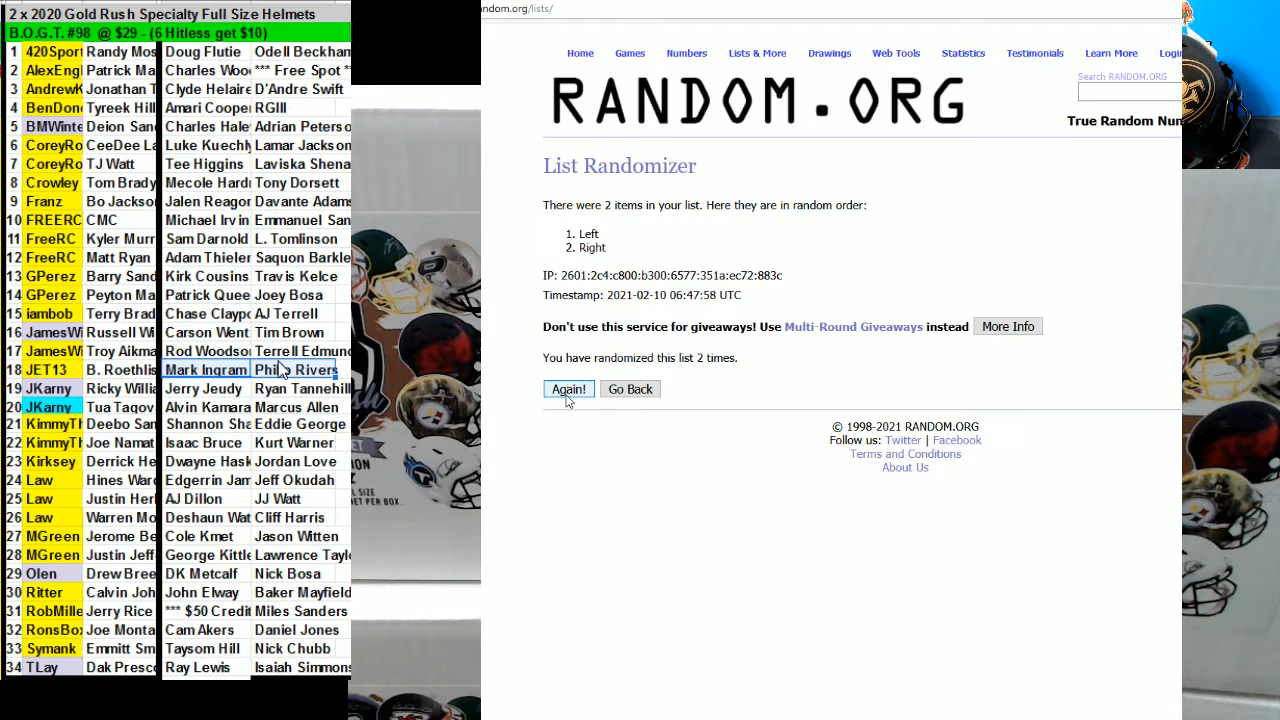 2 x 2020 Gold Rush Specialty Full Size Helmets
B.O.G.T. #98 @ $29 - (6 Hitless get $10)
1 420Sport Randy Mos Doug Flutie Odell Beckham
2 AlexEngl Patrick Ma Charles Woo *** Free Spot **
3 AndrewK Jonathan T Clyde Helaire D'Andre Swift
4 BenDone Tyreek Hill Amari Cooper RGIII
5 BMWinte Deion San Charles Hale Adrian Peterso
6 CoreyRo CeeDee La Luke Kuechly Lamar Jackson
7 CoreyRo TJ Watt Tee Higgins Laviska Shena
8 Crowley Tom Brady Mecole Hardn Tony Dorsett
9 Franz Bo Jackson Jalen Reagor Davante Adams
10 FREERC CMC Michael Irvin Emmanuel San
11 FreeRC Kyler Murr Sam Darnold L. Tomlinson
12 FreeRC Matt Ryan Adam Thielen Saquon Barkle
13 GPerez Barry Sand Kirk Cousins Travis Kelce
14 GPerez Peyton Ma Patrick Quee Joey Bosa
15 iambob Terry Brad Chase Claypo AJ Terrell
16 JamesWi Russell Wi Carson Went Tim Brown
17 JamesWi Troy Aikma Rod Woodson Terrell Edmund
18 JET13 B. Roethlis Mark Ingram Philip Rivers
19 JKarny Ricky Willia Jerry Jeudy Ryan Tannehill
20 JKarny Tua Tagov Alvin Kamara Marcus Allen
21 KimmyTh Deebo San Shannon Sha Eddie George
22 KimmyTh Joe Namat Isaac Bruce Kurt Warner
23 Kirksey Derrick He Dwayne Hask Jordan Love
24 Law Hines Ward Edgerrin Jam Jeff Okudah
25 Law Justin Her AJ Dillon JJ Watt
26 Law Warren Mo Deshaun Wat Cliff Harris
27 MGreen Jerome Be Cole Kmet Jason Witten
28 MGreen Justin Jeff George Kittle Lawrence Taylo
29 Olen Drew Bree DK Metcalf Nick Bosa
30 Ritter Calvin Joh John Elway Baker Mayfield
31 RobMille Jerry Rice *** $50 Credit Miles Sanders
32 RonsBox Joe Monta Cam Akers Daniel Jones
33 Symank Emmitt Sm Taysom Hill Nick Chubb
34 TLay Dak Presco Ray Lewis Isaiah Simmons
ndom.org/lists/
Home Games Numbers Lists & More Drawings Web Tools Statistics Testimonials Learn More Login
RANDOM.ORG
Search RANDOM.ORG
True Random Num
List Randomizer
There were 2 items in your list. Here they are in random order:
1. Left
2. Right
IP: 2601:2c4:c800:b300:6577:351a:ec72:883c
Timestamp: 2021-02-10 06:47:58 UTC
Don't use this service for giveaways! Use Multi-Round Giveaways instead More Info
You have randomized this list 2 times.
Again! Go Back
© 1998-2021 RANDOM.ORG
Follow us: Twitter | Facebook
Terms and Conditions
About Us